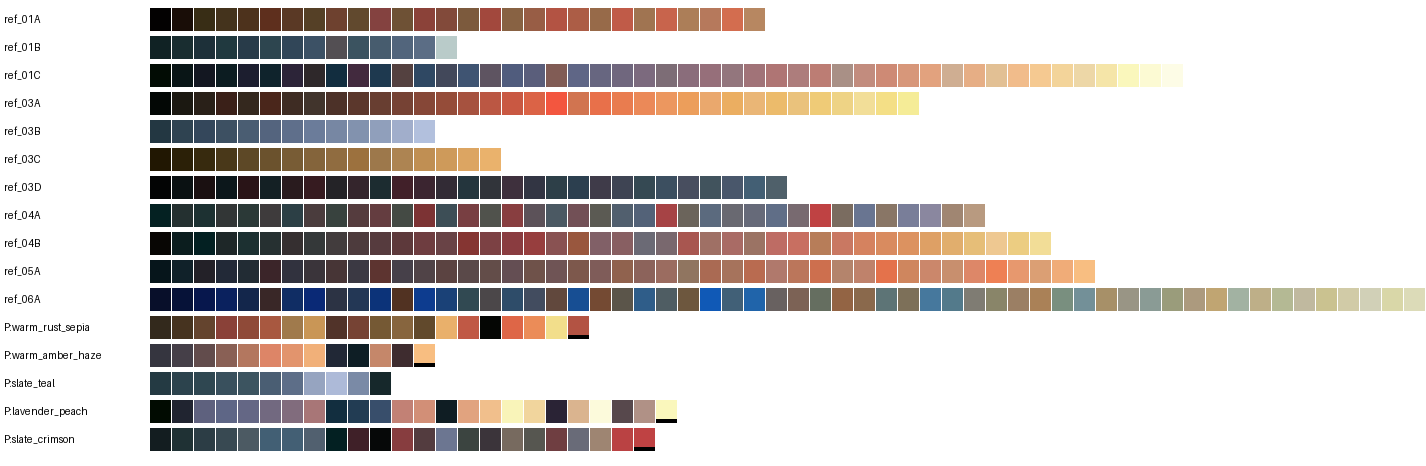 ref_01A
ref_01B
ref_01C
ref_03A
ref_03B
ref_03C
ref_03D
ref_04A
ref_04B
ref_05A
ref_06A
P.warm_rust_sepia
P.warm_amber_haze
P.slate_teal
P.lavender_peach
P.slate_crimson